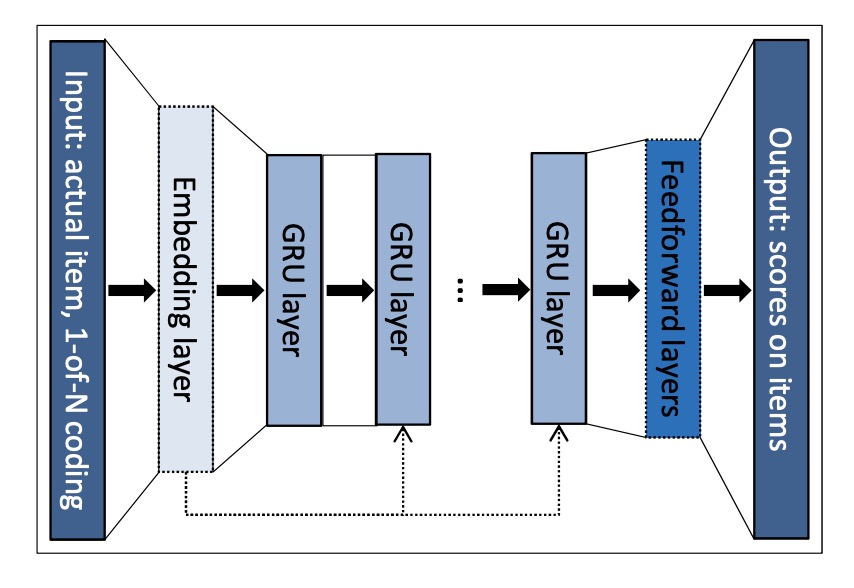 Input: actual item, 1-of-N coding
Embedding layer
GRU layer
GRU layer
...
GRU layer
Feedforward layers
Output: scores on items